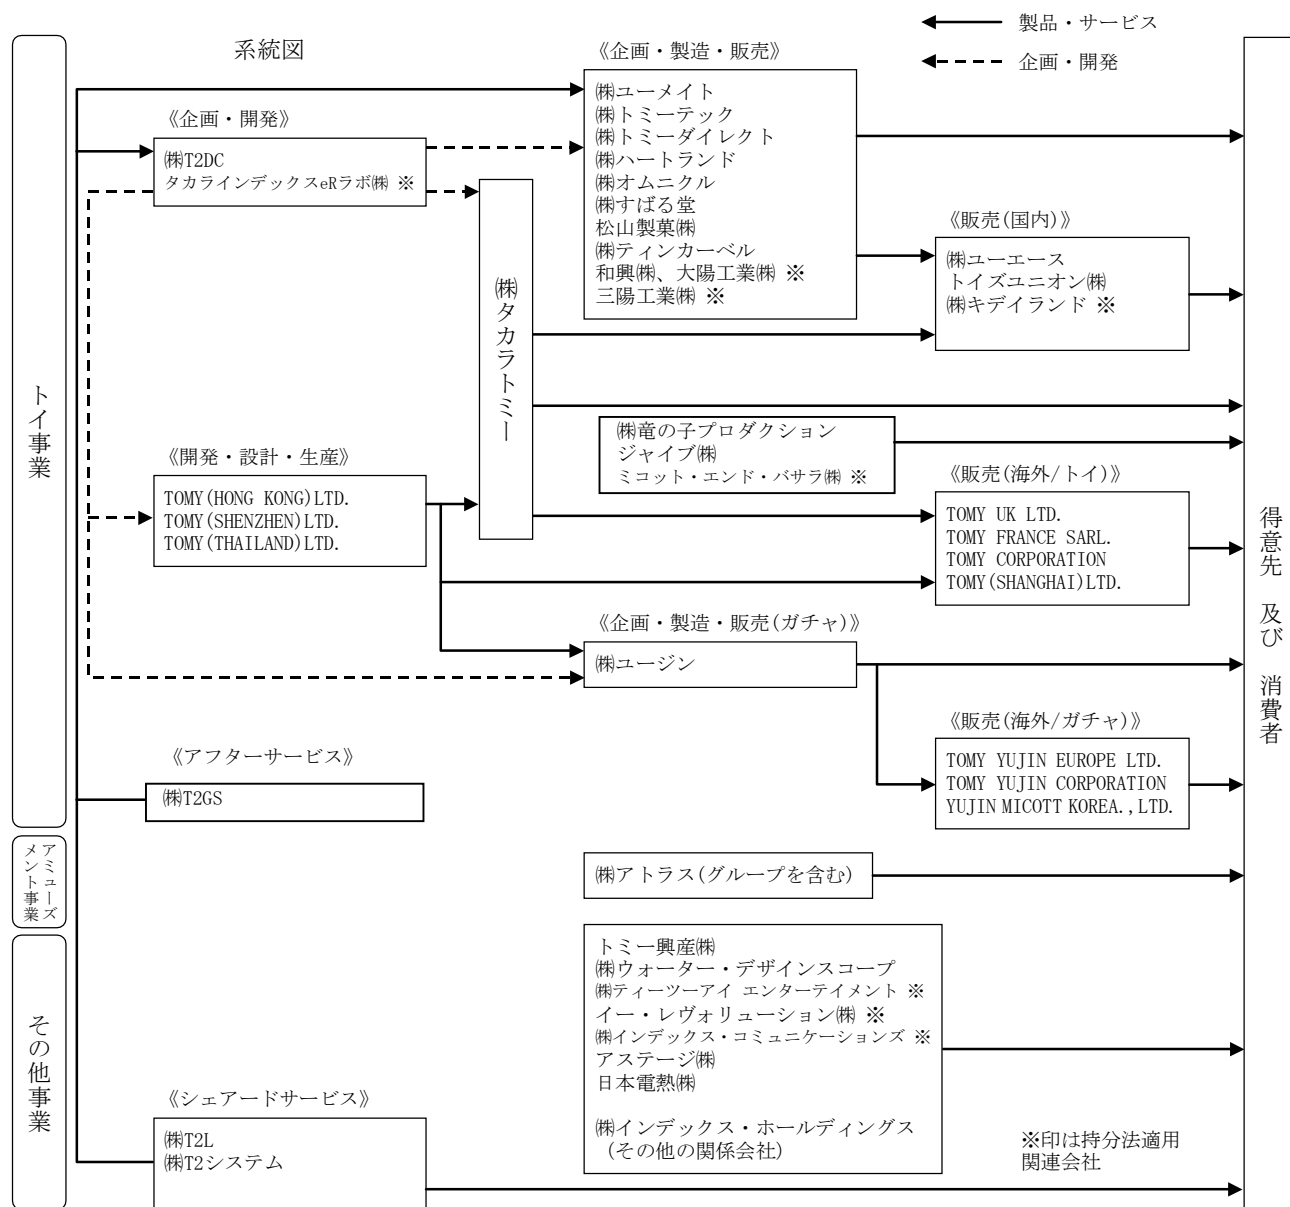 製品・サービス
企画・開発
系統図
トイ事業
アミューズ
メント事業
その他事業
《企画・開発》
㈱T2DC
タカラインデックスeRラボ㈱ ※
《企画・製造・販売》
㈱ユーメイト
㈱トミーテック
㈱トミーダイレクト
㈱ハートランド
㈱オムニクル
㈱すばる堂
松山製菓㈱
㈱ティンカーベル
和興㈱、大陽工業㈱ ※
三陽工業㈱ ※
㈱タカラトミー
《販売(国内)》
㈱ユーエース
トイズユニオン㈱
㈱キデイランド ※
㈱竜の子プロダクション
ジャイブ㈱
ミコット・エンド・バサラ㈱ ※
《開発・設計・生産》
TOMY(HONG KONG)LTD.
TOMY(SHENZHEN)LTD.
TOMY(THAILAND)LTD.
《販売(海外/トイ)》
TOMY UK LTD.
TOMY FRANCE SARL.
TOMY CORPORATION
TOMY(SHANGHAI)LTD.
《企画・製造・販売(ガチャ)》
㈱ユージン
《販売(海外/ガチャ)》
TOMY YUJIN EUROPE LTD.
TOMY YUJIN CORPORATION
YUJIN MICOTT KOREA.,LTD.
《アフターサービス》
㈱T2GS
㈱アトラス(グループを含む)
トミー興産㈱
㈱ウォーター・デザインスコープ
㈱ティーツーアイ エンターテイメント ※
イー・レヴォリューション㈱ ※
㈱インデックス・コミュニケーションズ ※
アステージ㈱
日本電熱㈱
㈱インデックス・ホールディングス
(その他の関係会社)
《シェアードサービス》
㈱T2L
㈱T2システム
※印は持分法適用
関連会社
得意先 及び 消費者